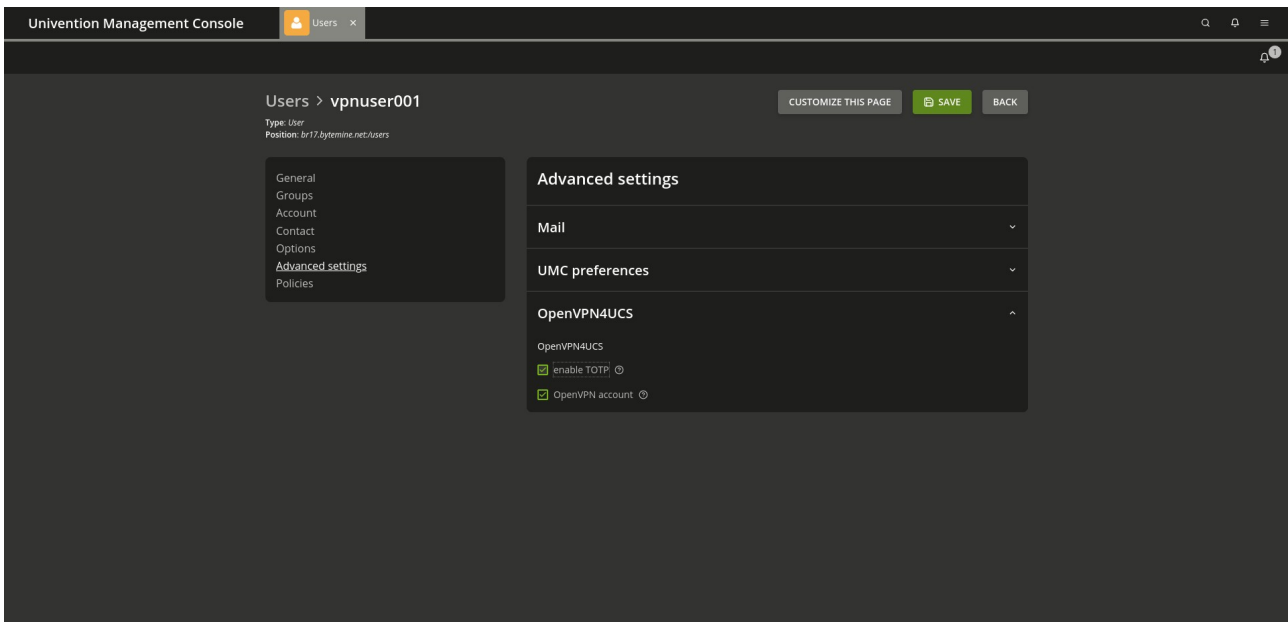 Univention Management Console
Users ×
1
Users > vpnuser001
CUSTOMIZE THIS PAGE
SAVE
BACK
Type: User
Position: br17.bytemine.net:/users
General
Groups
Account
Contact
Options
Advanced settings
Policies
Advanced settings
Mail
UMC preferences
OpenVPN4UCS
OpenVPN4UCS
enable TOTP
OpenVPN account